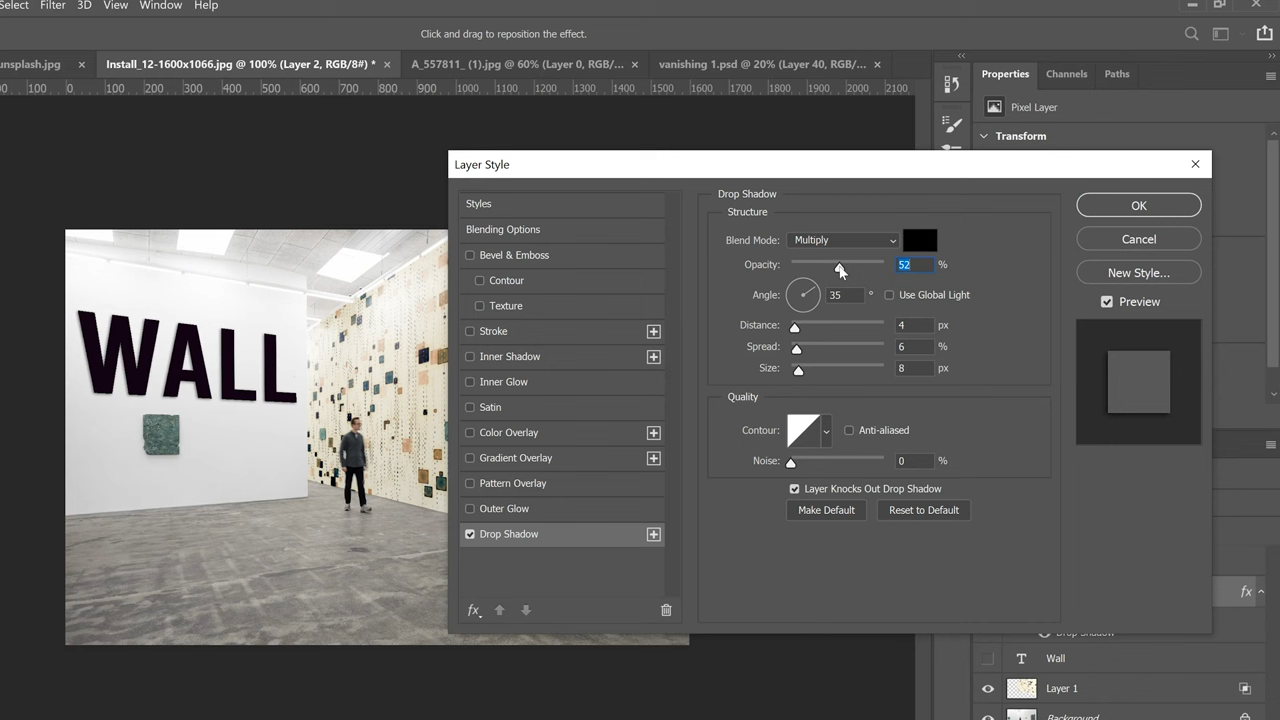 Select Filter 3D View Window Help
Click and drag to reposition the effect.
unsplash.jpg × Install_12-1600x1066.jpg @ 100% (Layer 2, RGB/8#) * × A_557811_ (1).jpg @ 60% (Layer 0, RGB/... × vanishing 1.psd @ 20% (Layer 40, RGB/... ×
100 0 100 200 300 400 500 600 700 800 900 1000 1100 1200 1300 1400 1500 1600 1700 1800 1900 2000 2100
Properties Channels Paths
Pixel Layer
Transform
Layer Style
Styles
Blending Options
Bevel & Emboss
Contour
Texture
Stroke
Inner Shadow
Inner Glow
Satin
Color Overlay
Gradient Overlay
Pattern Overlay
Outer Glow
Drop Shadow
fx
Drop Shadow
Structure
Blend Mode: Multiply
Opacity: 52 %
Angle: 35 ° Use Global Light
Distance: 4 px
Spread: 6 %
Size: 8 px
Quality
Contour: Anti-aliased
Noise: 0 %
Layer Knocks Out Drop Shadow
Make Default Reset to Default
OK
Cancel
New Style...
Preview
WALL
fx
Drop Shadow
T Wall
Layer 1
Background